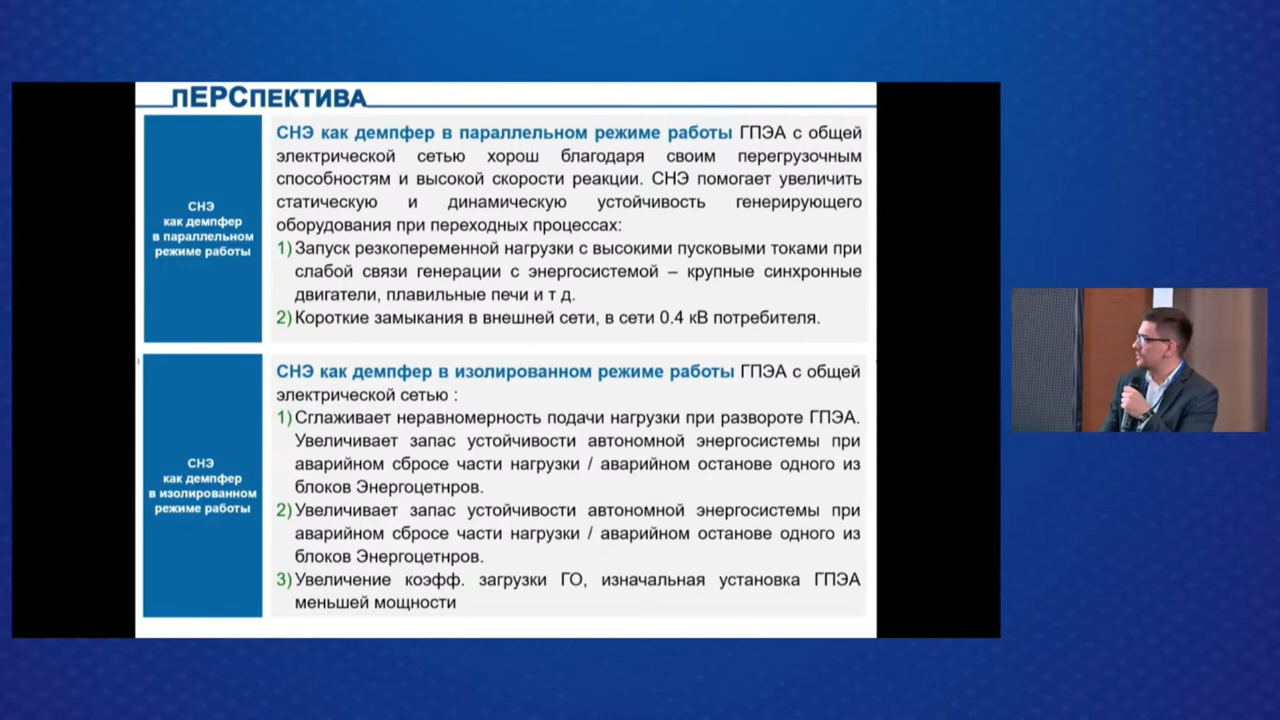 пЕРСпектива
СНЭ
как демпфер
в параллельном
режиме работы
СНЭ как демпфер в параллельном режиме работы ГПЭА с общей
электрической сетью хорош благодаря своим перегрузочным
способностям и высокой скорости реакции. СНЭ помогает увеличить
статическую и динамическую устойчивость генерирующего
оборудования при переходных процессах:
1) Запуск резкопеременной нагрузки с высокими пусковыми токами при
слабой связи генерации с энергосистемой – крупные синхронные
двигатели, плавильные печи и т д.
2) Короткие замыкания в внешней сети, в сети 0.4 кВ потребителя.
СНЭ
как демпфер
в изолированном
режиме работы
СНЭ как демпфер в изолированном режиме работы ГПЭА с общей
электрической сетью :
1) Сглаживает неравномерность подачи нагрузки при развороте ГПЭА.
Увеличивает запас устойчивости автономной энергосистемы при
аварийном сбросе части нагрузки / аварийном останове одного из
блоков Энергоцетнров.
2) Увеличивает запас устойчивости автономной энергосистемы при
аварийном сбросе части нагрузки / аварийном останове одного из
блоков Энергоцетнров.
3) Увеличение коэфф. загрузки ГО, изначальная установка ГПЭА
меньшей мощности